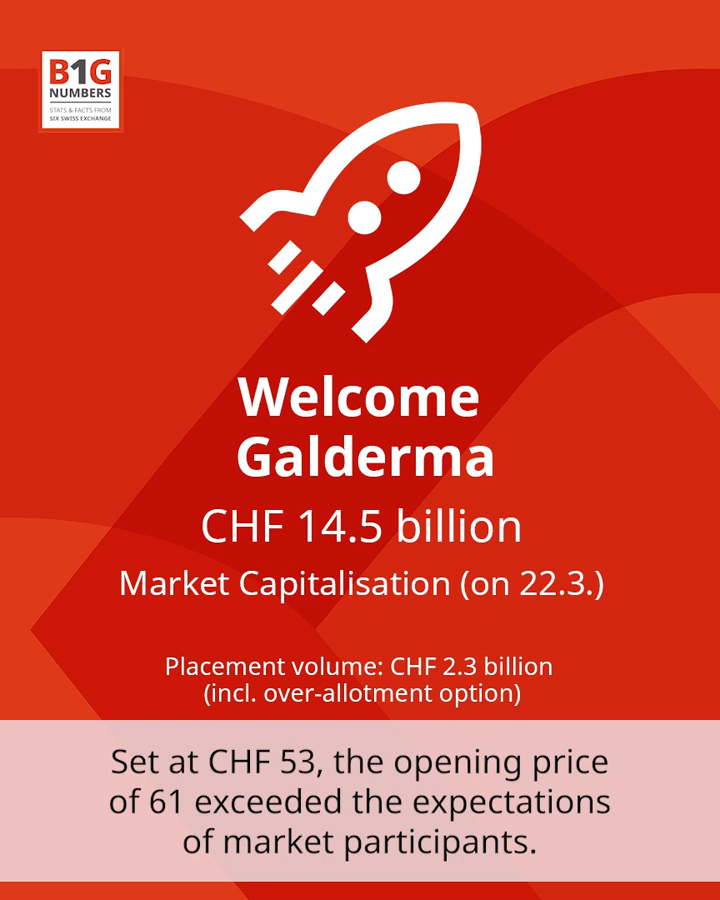 B1G
NUMBERS
STATS & FACTS FROM
SIX SWISS EXCHANGE
Welcome
Galderma
CHF 14.5 billion
Market Capitalisation (on 22.3.)
Placement volume: CHF 2.3 billion
(incl. over-allotment option)
Set at CHF 53, the opening price
of 61 exceeded the expectations
of market participants.